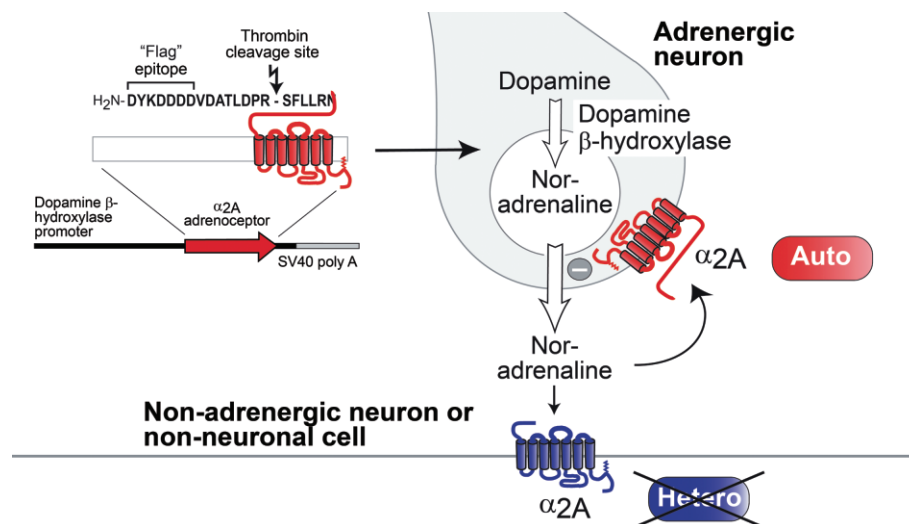 "Flag"
epitope
Thrombin
cleavage site
H2N-DYKDDDDVDATLDPR-SFLLRN
Dopamine β-
hydroxylase
promoter
α2A
adrenoceptor
SV40 poly A
Adrenergic
neuron
Dopamine
Dopamine
β-hydroxylase
Nor-
adrenaline
α2A
Auto
Nor-
adrenaline
Non-adrenergic neuron or
non-neuronal cell
α2A
Hetero